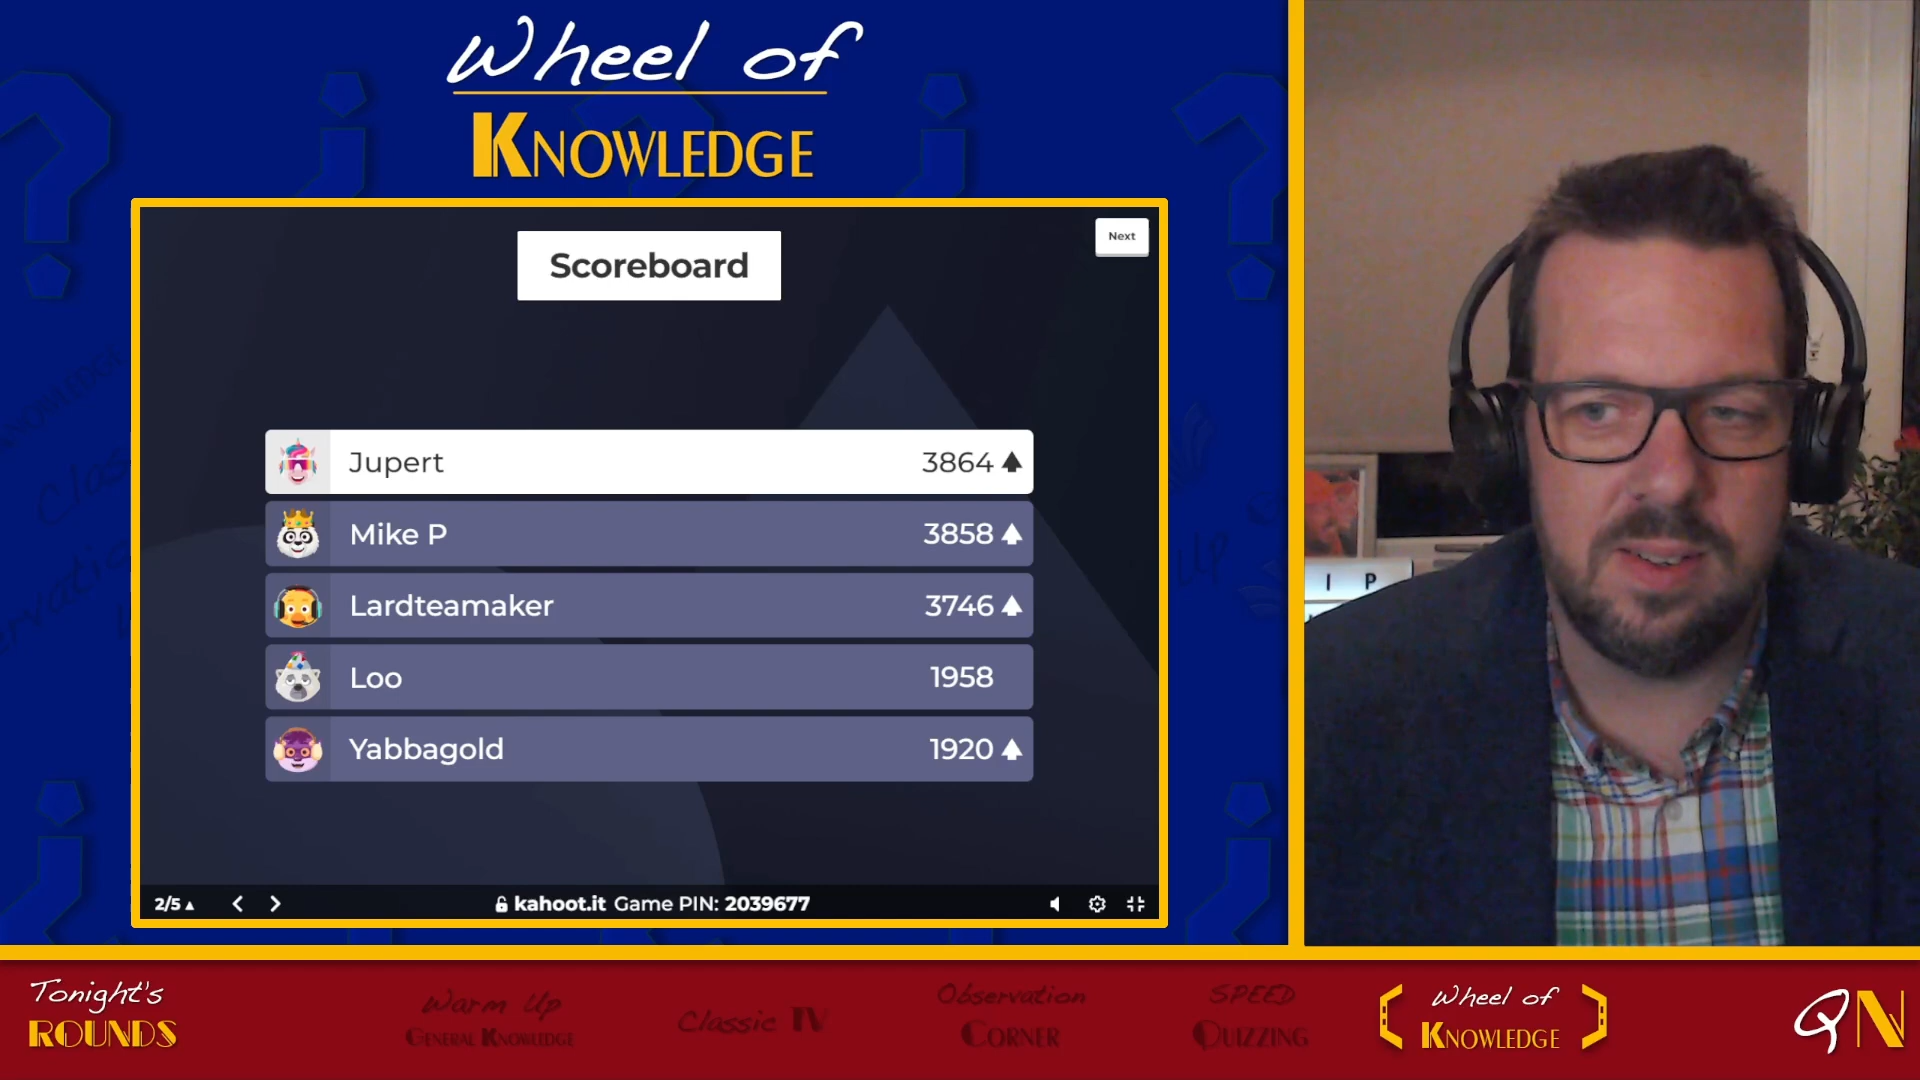 Wheel of
KNOWLEDGE
Scoreboard
Next
Jupert 3864
Mike P 3858
Lardteamaker 3746
Loo 1958
Yabbagold 1920
2/5
kahoot.it Game PIN: 2039677
I P
Tonight's
ROUNDS
Warm Up
GENERAL KNOWLEDGE
Classic TV
Observation
CORNER
SPEED
QUIZZING
Wheel of
KNOWLEDGE
QN